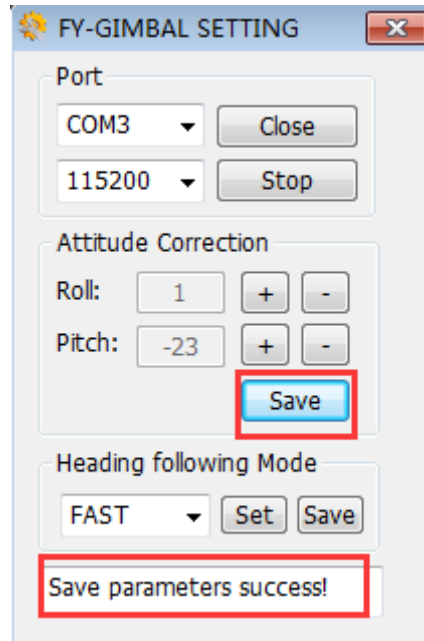 FY-GIMBAL SETTING
Port
COM3 Close
115200 Stop
Attitude Correction
Roll: 1 + -
Pitch: -23 + -
Save
Heading following Mode
FAST Set Save
Save parameters success!